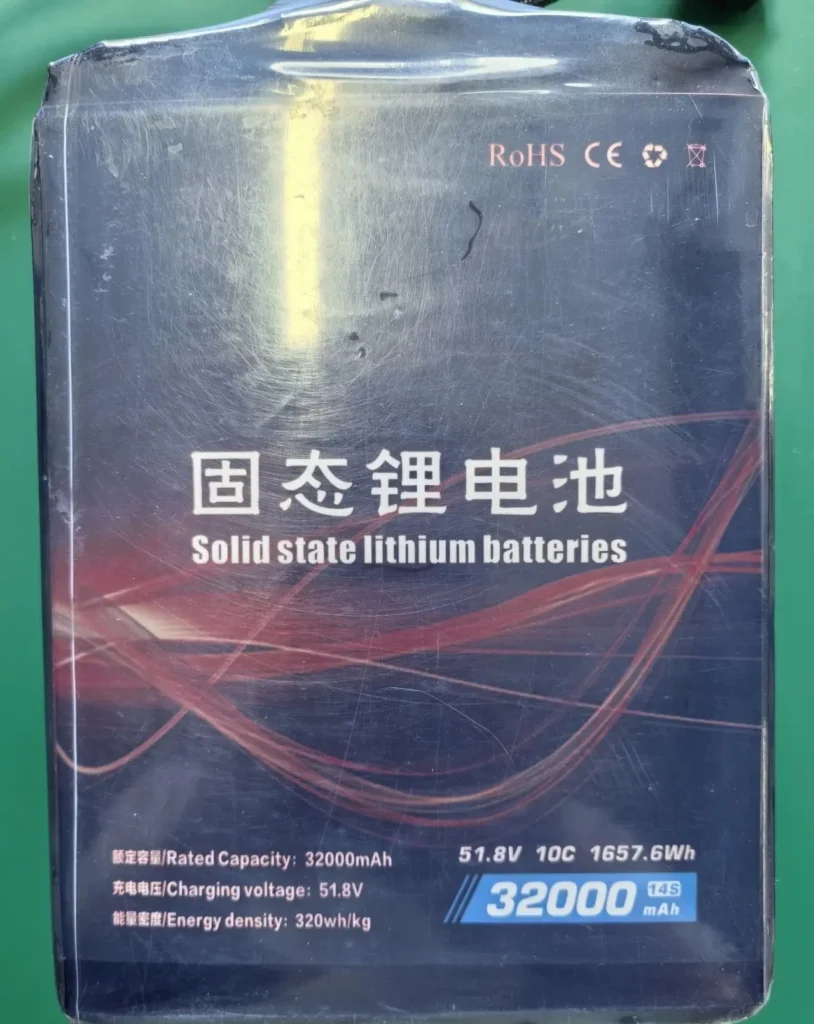 RoHS CE
固态锂电池
Solid state lithium batteries
额定容量/Rated Capacity: 32000mAh
充电电压/Charging voltage: 51.8V
能量密度/Energy density: 320wh/kg
51.8V 10C 1657.6Wh
32000 14S mAh